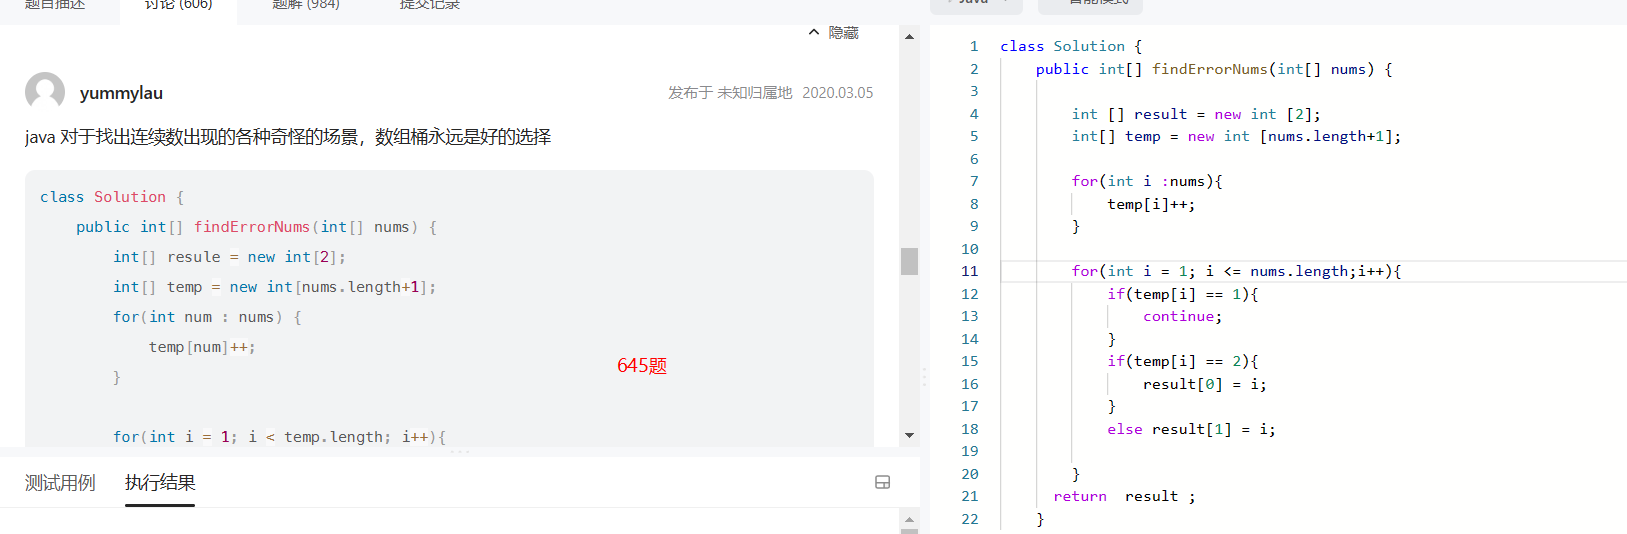 题目描述
讨论 (606)
题解 (984)
提交记录
隐藏
yummylau
发布于 未知归属地 2020.03.05
java 对于找出连续数出现的各种奇怪的场景，数组桶永远是好的选择
class Solution {
public int[] findErrorNums(int[] nums) {
int[] resule = new int[2];
int[] temp = new int[nums.length+1];
for(int num : nums) {
temp[num]++;
}
645题
for(int i = 1; i < temp.length; i++){
测试用例
执行结果
Java
智能模式
1 class Solution {
2 public int[] findErrorNums(int[] nums) {
3
4 int [] result = new int [2];
5 int[] temp = new int [nums.length+1];
6
7 for(int i :nums){
8 temp[i]++;
9 }
10
11 for(int i = 1; i <= nums.length;i++){
12 if(temp[i] == 1){
13 continue;
14 }
15 if(temp[i] == 2){
16 result[0] = i;
17 }
18 else result[1] = i;
19
20 }
21 return result ;
22 }